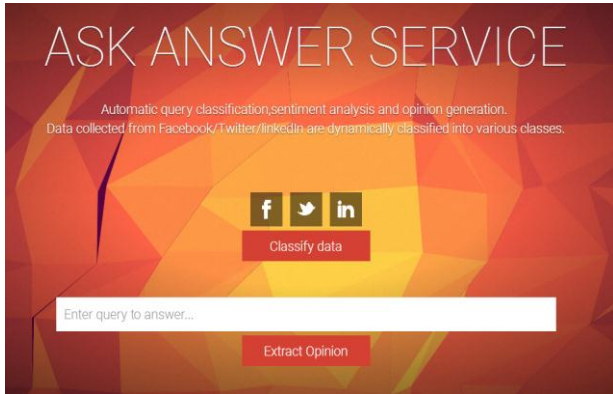 ASK ANSWER SERVICE
Automatic query classification,sentiment analysis and opinion generation.
Data collected from Facebook/Twitter/linkedIn are dynamically classified into various classes.
f in
Classify data
Enter query to answer...
Extract Opinion